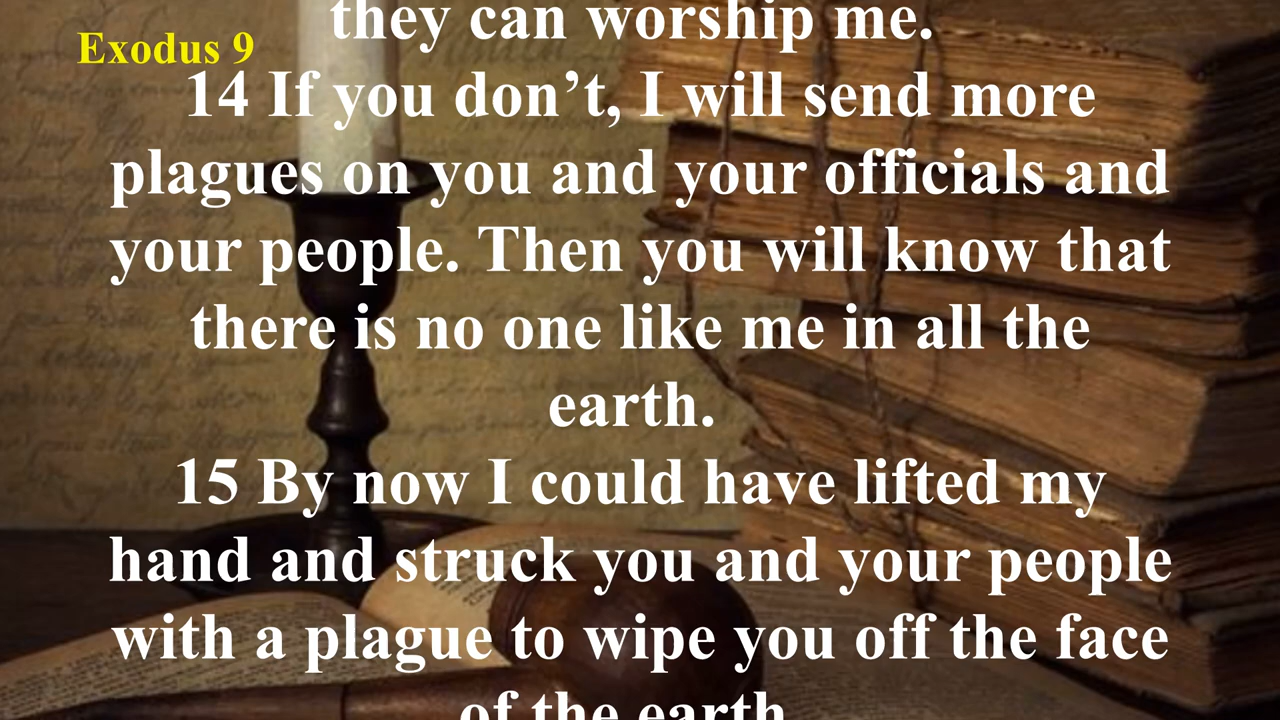 they can worship me.
Exodus 9
14 If you don’t, I will send more
plagues on you and your officials and
your people. Then you will know that
there is no one like me in all the
earth.
15 By now I could have lifted my
hand and struck you and your people
with a plague to wipe you off the face
of the earth